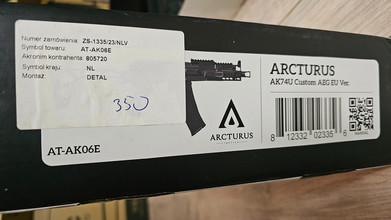 Numer zamówienia: ZS-1335/23/NLV
Symbol towaru: AT-AK06E
Akronim kontrahenta: 805720
Symbol kraju: NL
Montaż: DETAL
350
ARCTURUS
AT-AK06E
ARCTURUS
AK74U Custom AEG EU Ver.
8 12332 02335 6
MANUAL